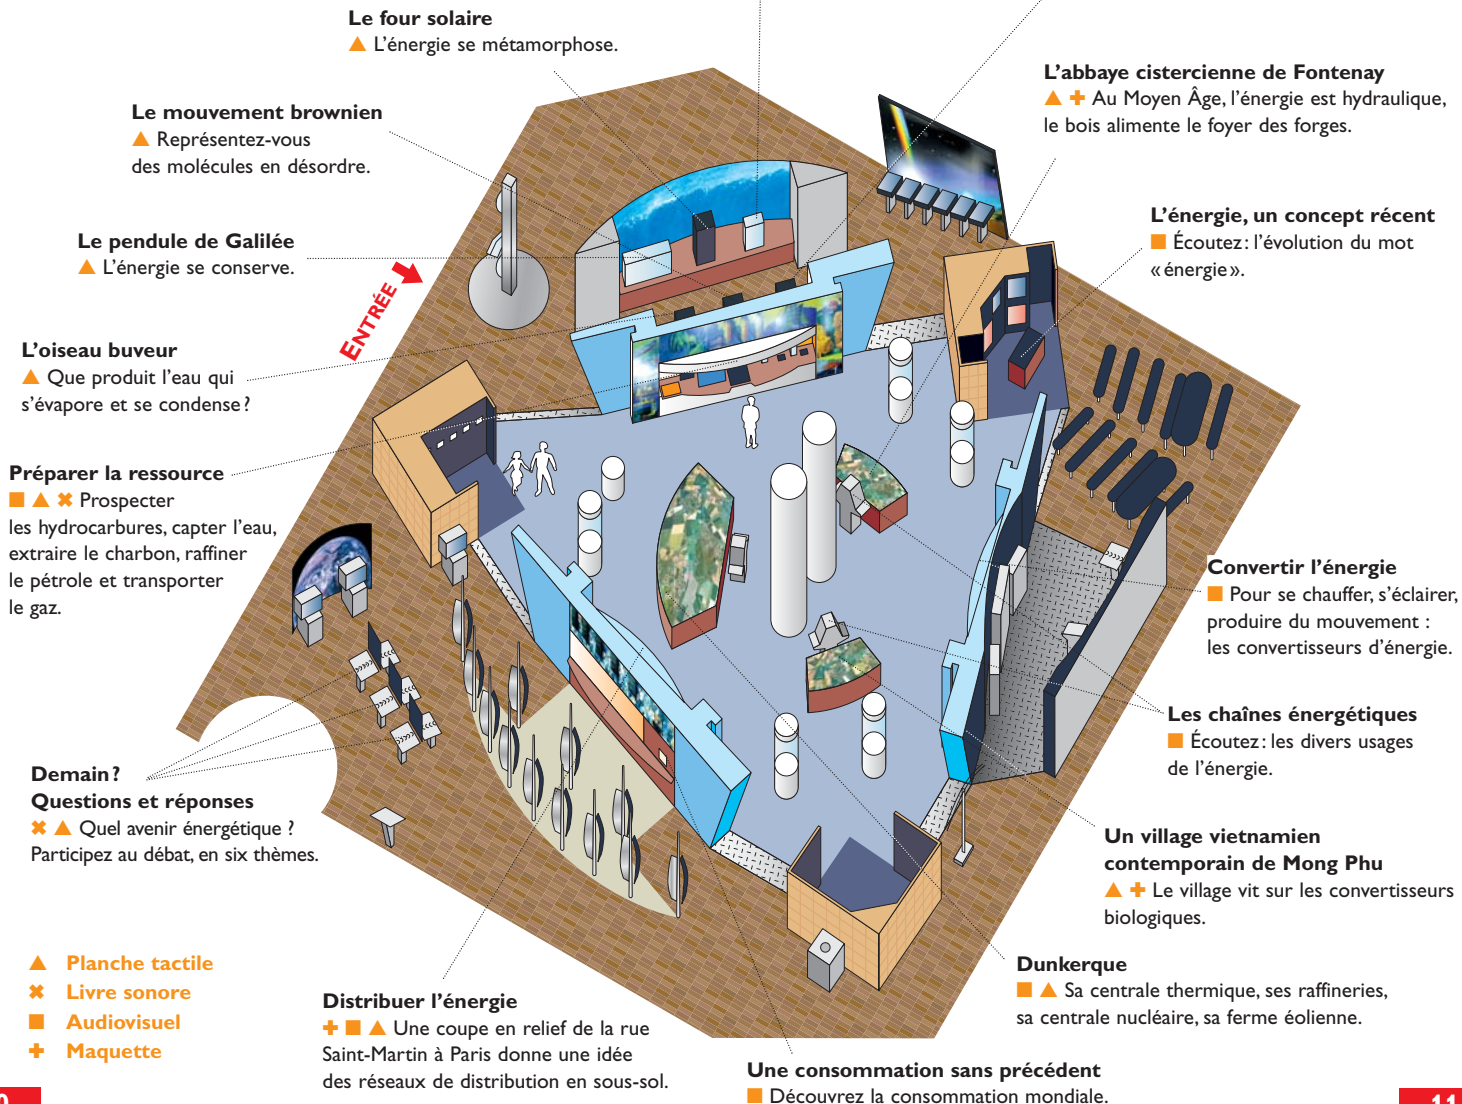 Le four solaire
▲ L'énergie se métamorphose.
L'abbaye cistercienne de Fontenay
▲ ✚ Au Moyen Âge, l'énergie est hydraulique,
le bois alimente le foyer des forges.
Le mouvement brownien
▲ Représentez-vous
des molécules en désordre.
L'énergie, un concept récent
■ Écoutez : l'évolution du mot
« énergie ».
Le pendule de Galilée
▲ L'énergie se conserve.
ENTRÉE
L'oiseau buveur
▲ Que produit l'eau qui
s'évapore et se condense ?
Préparer la ressource
■ ▲ ✖ Prospecter
les hydrocarbures, capter l'eau,
extraire le charbon, raffiner
le pétrole et transporter
le gaz.
Convertir l'énergie
■ Pour se chauffer, s'éclairer,
produire du mouvement :
les convertisseurs d'énergie.
Les chaînes énergétiques
■ Écoutez : les divers usages
de l'énergie.
Demain ?
Questions et réponses
✖ ▲ Quel avenir énergétique ?
Participez au débat, en six thèmes.
Un village vietnamien
contemporain de Mong Phu
▲ ✚ Le village vit sur les convertisseurs
biologiques.
Dunkerque
■ ▲ Sa centrale thermique, ses raffineries,
sa centrale nucléaire, sa ferme éolienne.
▲ Planche tactile
✖ Livre sonore
■ Audiovisuel
✚ Maquette
Distribuer l'énergie
✚ ■ ▲ Une coupe en relief de la rue
Saint-Martin à Paris donne une idée
des réseaux de distribution en sous-sol.
Une consommation sans précédent
■ Découvrez la consommation mondiale.
11